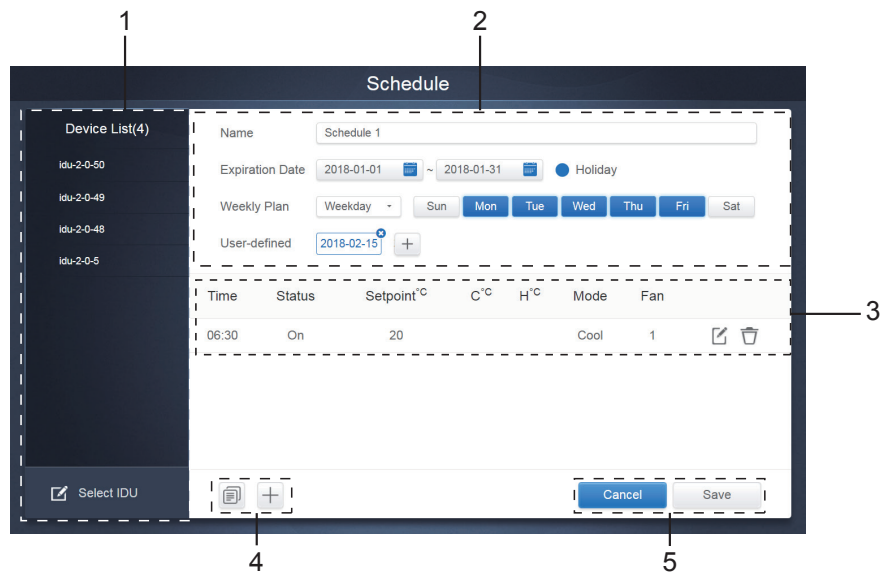 1
2
Schedule
Device List(4)
idu-2-0-50
idu-2-0-49
idu-2-0-48
idu-2-0-5
Select IDU
Name Schedule 1
Expiration Date 2018-01-01 ~ 2018-01-31 Holiday
Weekly Plan Weekday Sun Mon Tue Wed Thu Fri Sat
User-defined 2018-02-15
Time Status Setpoint°C C°C H°C Mode Fan
06:30 On 20 Cool 1
3
Cancel Save
4
5